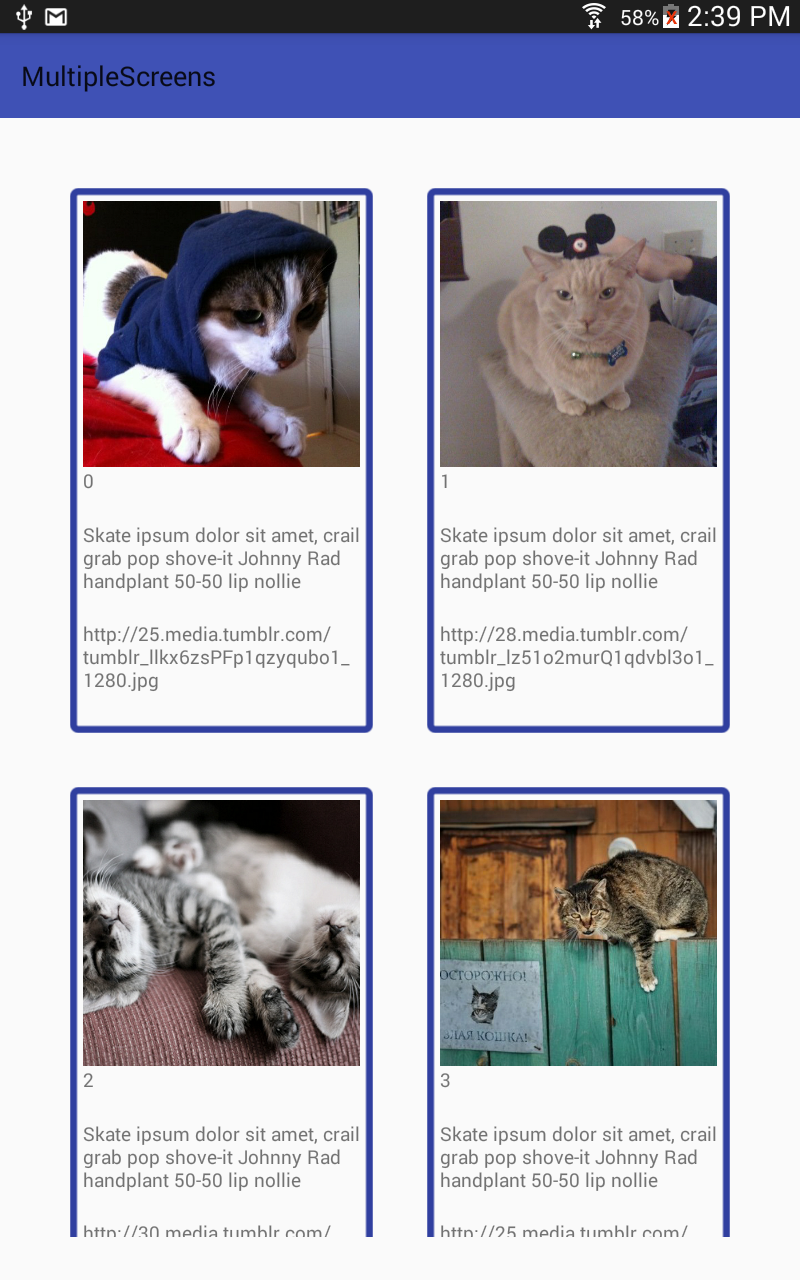 58% 2:39 PM
MultipleScreens
0
Skate ipsum dolor sit amet, crail
grab pop shove-it Johnny Rad
handplant 50-50 lip nollie
http://25.media.tumblr.com/
tumblr_llkx6zsPFp1qzyqubo1_
1280.jpg
1
Skate ipsum dolor sit amet, crail
grab pop shove-it Johnny Rad
handplant 50-50 lip nollie
http://28.media.tumblr.com/
tumblr_lz51o2murQ1qdvbl3o1_
1280.jpg
ОСТОРОЖНО!
ЗЛАЯ КОШКА!
2
Skate ipsum dolor sit amet, crail
grab pop shove-it Johnny Rad
handplant 50-50 lip nollie
http://30.media.tumblr.com/
3
Skate ipsum dolor sit amet, crail
grab pop shove-it Johnny Rad
handplant 50-50 lip nollie
http://25.media.tumblr.com/